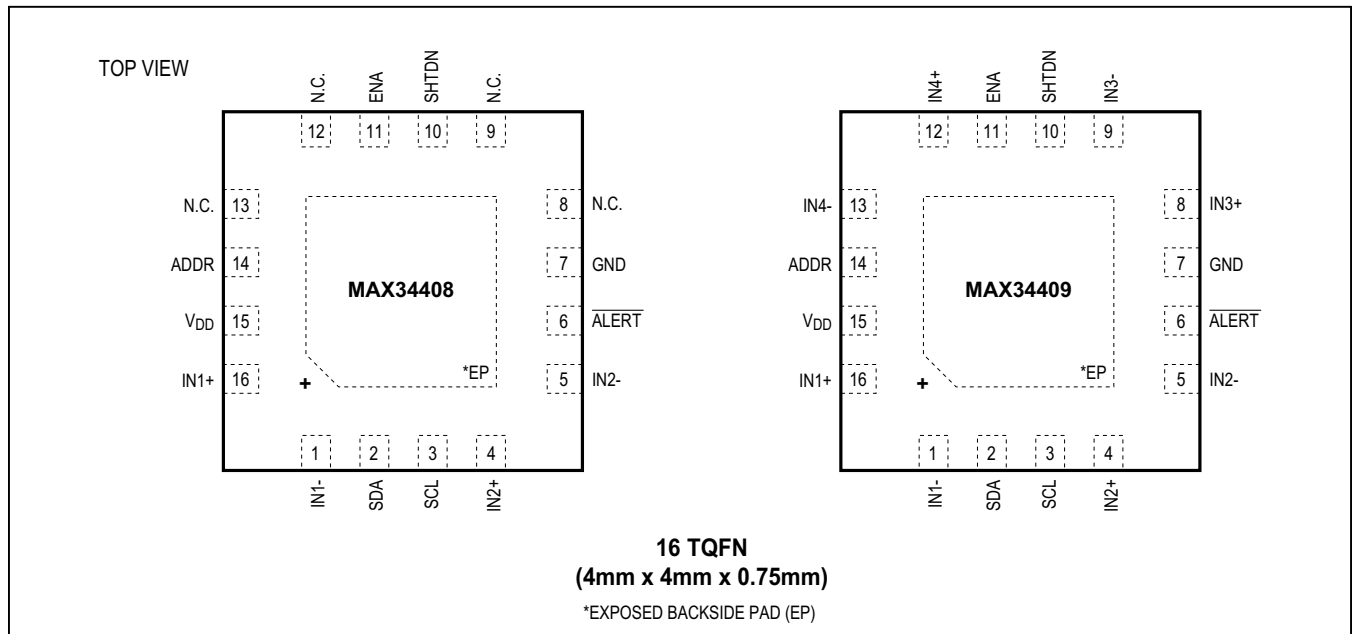 TOP VIEW
N.C. ENA SHTDN N.C.
12 11 10 9
N.C. 13 8 N.C.
ADDR 14 7 GND
MAX34408
VDD 15 6 ALERT
IN1+ 16 + *EP 5 IN2-
1 2 3 4
IN1- SDA SCL IN2+
IN4+ ENA SHTDN IN3-
12 11 10 9
IN4- 13 8 IN3+
ADDR 14 7 GND
MAX34409
VDD 15 6 ALERT
IN1+ 16 + *EP 5 IN2-
1 2 3 4
IN1- SDA SCL IN2+
16 TQFN
(4mm x 4mm x 0.75mm)
*EXPOSED BACKSIDE PAD (EP)